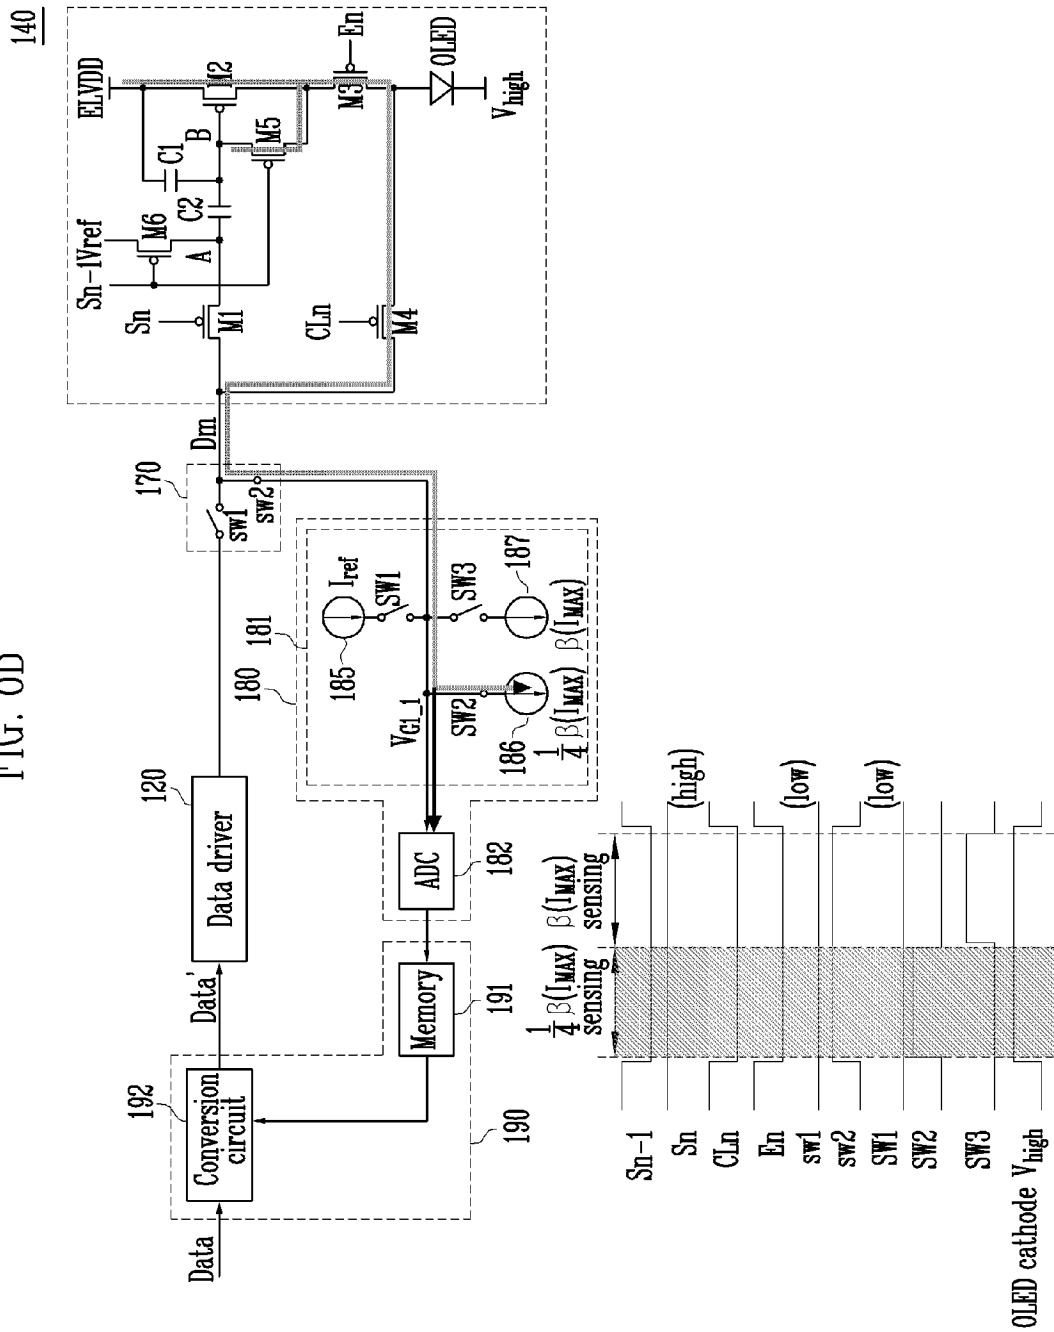 140
ELVDD
M2
En
M3
OLED
Vhigh
B
M5
C1
C2
M6
A
Sn-1
Vref
Sn
M1
CLn
M4
Dm
170
sw1
sw2
180
181
Iref
185
SW1
SW3
187
β(IMAX)
VG1_1
SW2
186
1/4 β(IMAX)
120
Data driver
ADC
182
Data'
Memory
191
192
Conversion
circuit
190
Data
1/4 β(IMAX)
sensing
β(IMAX)
sensing
Sn-1
Sn
(high)
CLn
En
sw1
(low)
sw2
SW1
(low)
SW2
SW3
OLED cathode Vhigh